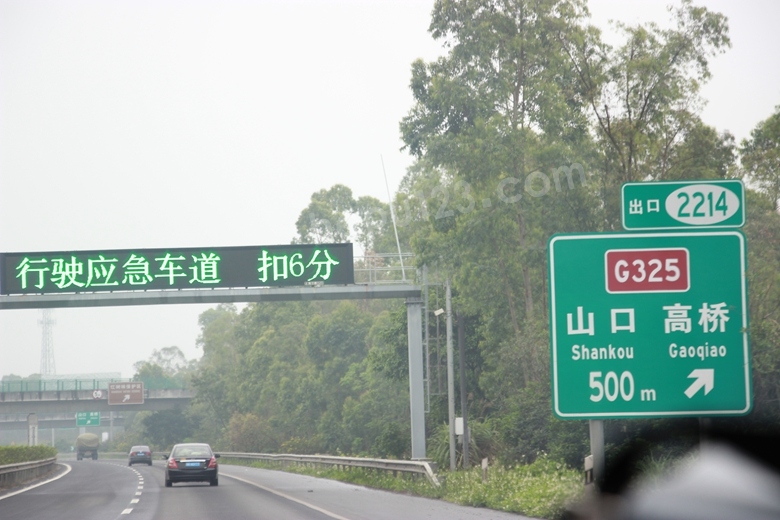 行驶应急车道 扣6分
出口 2214
G325
山口 高桥
Shankou Gaoqiao
500 m